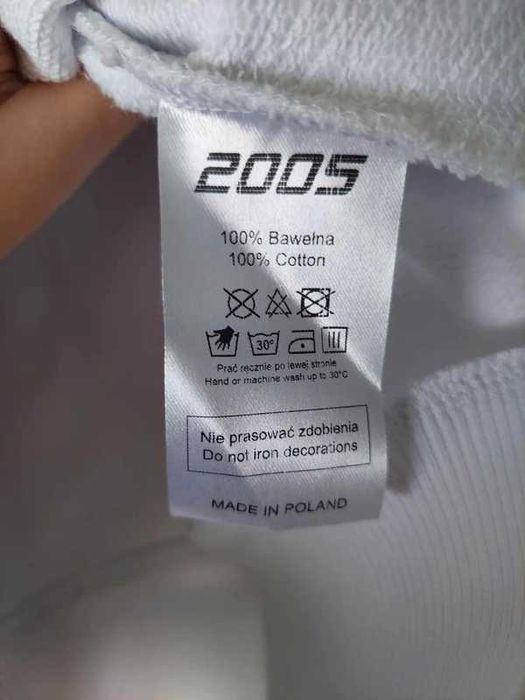 2005
100% Bawełna
100% Cotton
30°
Prać ręcznie po lewej stronie
Hand or machine wash up to 30°C
Nie prasować zdobienia
Do not iron decorations
MADE IN POLAND